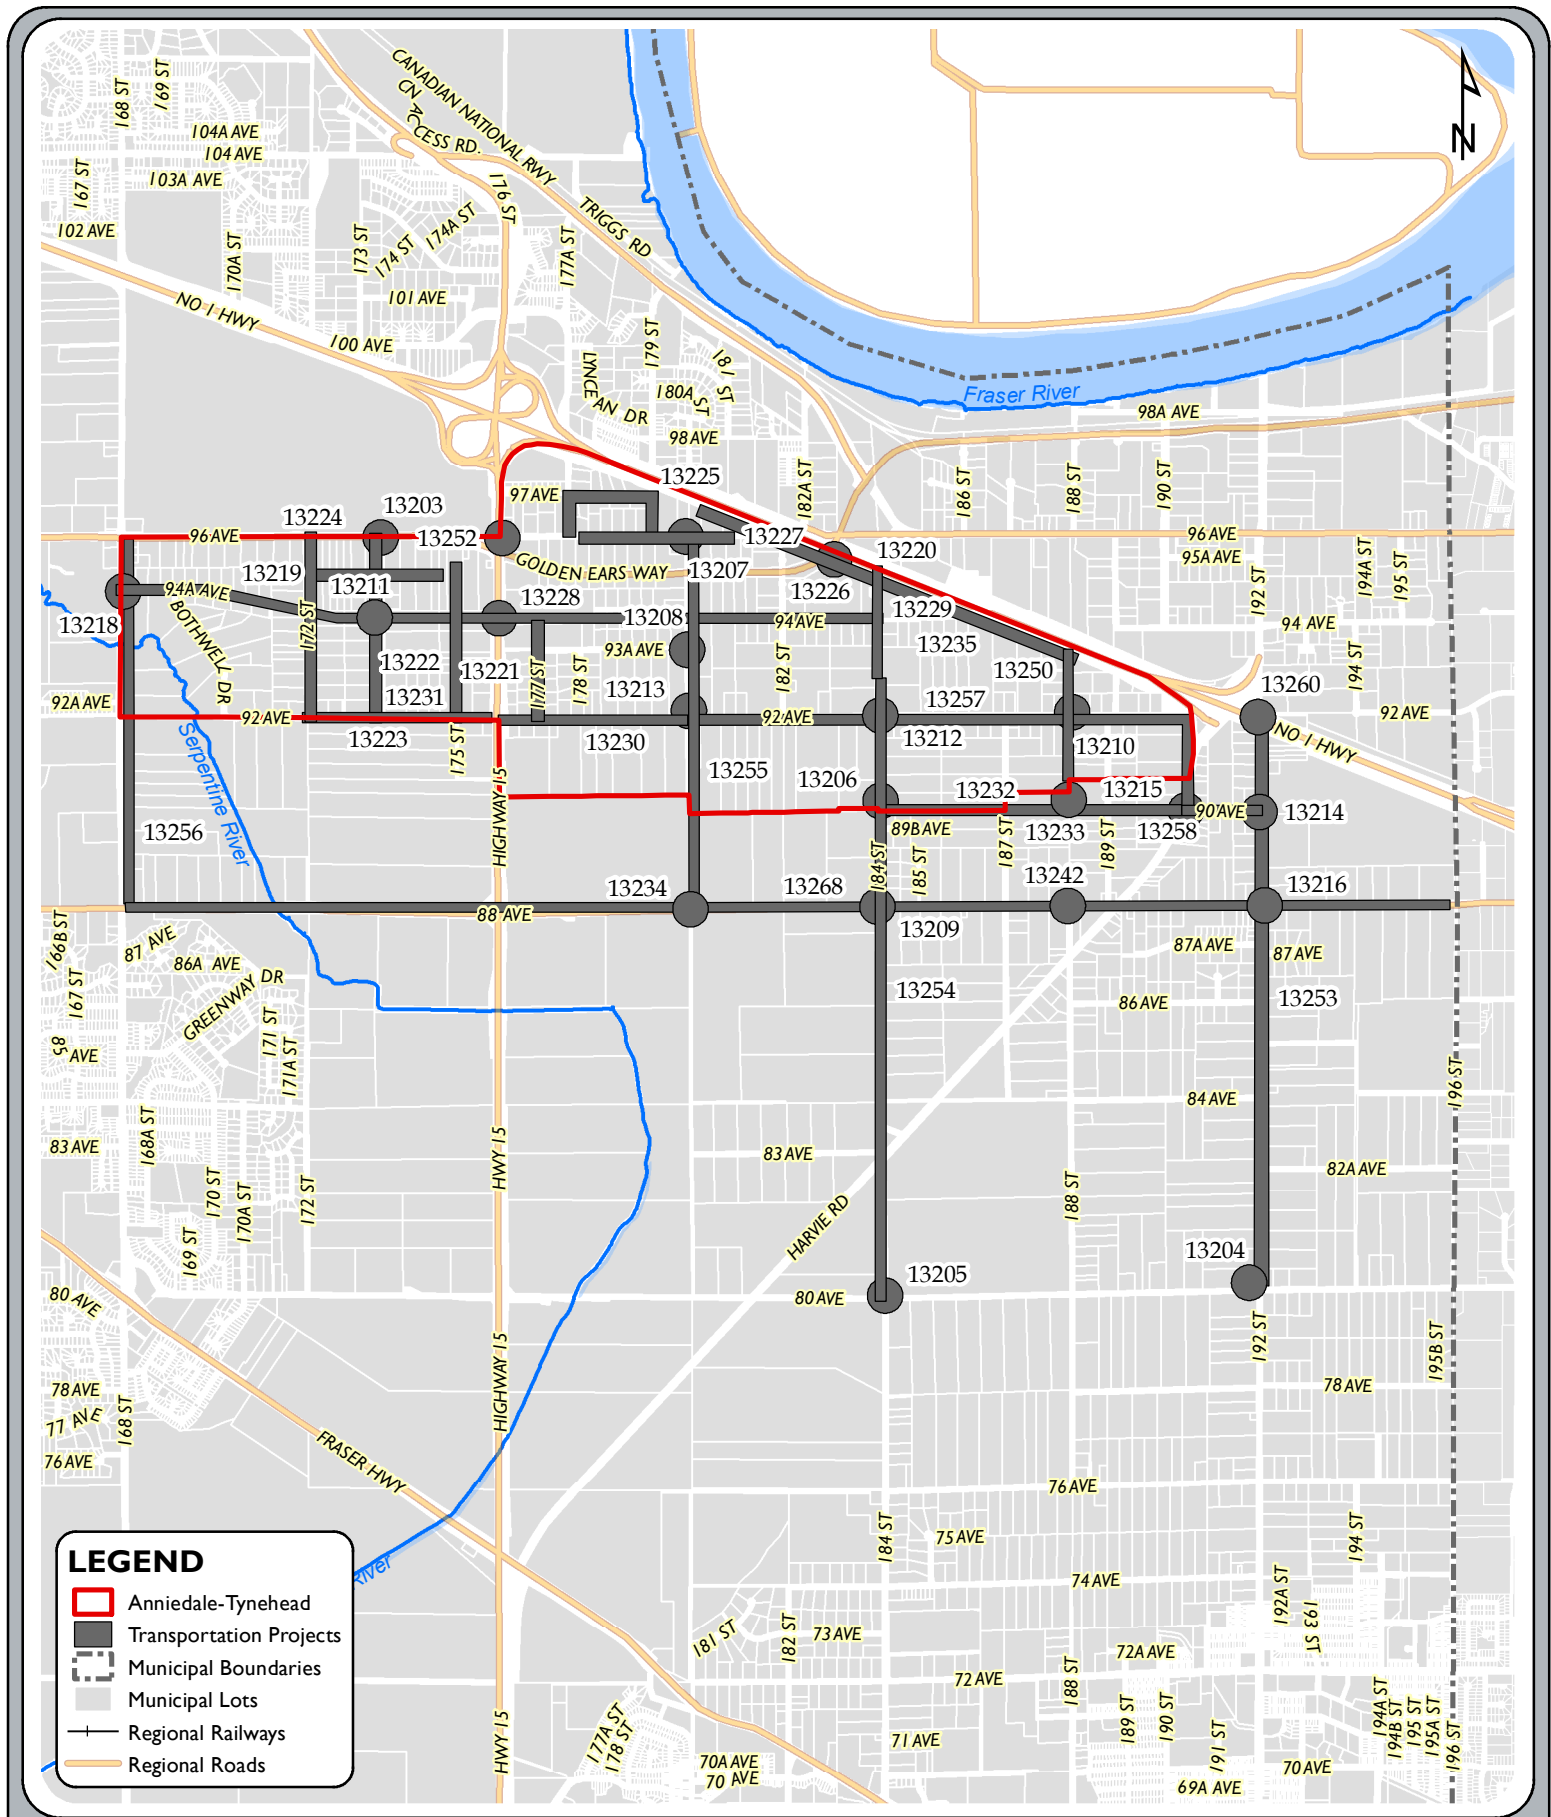 CANADIAN NATIONAL RWY
CN ACCESS RD.
168 ST
169 ST
104A AVE
104 AVE
103A AVE
167 ST
102 AVE
170A ST
173 ST
174 ST
174A ST
176 ST
177A ST
TRIGGS RD
101 AVE
NO 1 HWY
100 AVE
LYNCEAN DR
179 ST
181 ST
180A ST
98 AVE
Fraser River
98A AVE
N
13225
182A ST
186 ST
188 ST
190 ST
97 AVE
13203
13224
13252
96 AVE
13227
96 AVE
13220
95A AVE
194A ST
195 ST
13219
13211
GOLDEN EARS WAY
13207
13226
94A AVE
13228
13208
94 AVE
13229
192 ST
94 AVE
13218
BOTHWELL DR
172 ST
13222
13221
177 ST
178 ST
93A AVE
182 ST
13235
13250
194 ST
13231
13213
13257
13260
92A AVE
92 AVE
92 AVE
92 AVE
13223
175 ST
13230
13212
13210
NO 1 HWY
Serpentine River
HIGHWAY 15
13255
13206
13232
13215
13256
89B AVE
13233
13258
90 AVE
13214
184 ST
185 ST
187 ST
189 ST
13234
13268
13242
13216
88 AVE
13209
166B ST
87 AVE
86A AVE
GREENWAY DR
167 ST
87A AVE
87 AVE
13254
86 AVE
13253
85 AVE
171 ST
171A ST
196 ST
84 AVE
83 AVE
168A ST
HWY 15
83 AVE
82A AVE
170 ST
170A ST
172 ST
169 ST
HARVIE RD
188 ST
13204
13205
80 AVE
80 AVE
192 ST
195B ST
HIGHWAY 15
78 AVE
77 AVE
168 ST
78 AVE
76 AVE
FRASER HWY
76 AVE
184 ST
75 AVE
194 ST
River
74 AVE
192A ST
193 ST
181 ST
182 ST
73 AVE
72A AVE
72 AVE
188 ST
189 ST
190 ST
191 ST
194A ST
194B ST
195 ST
195A ST
196 ST
HWY 15
177A ST
178 ST
71 AVE
70A AVE
70 AVE
70 AVE
69A AVE
LEGEND
Anniedale-Tynehead
Transportation Projects
Municipal Boundaries
Municipal Lots
Regional Railways
Regional Roads